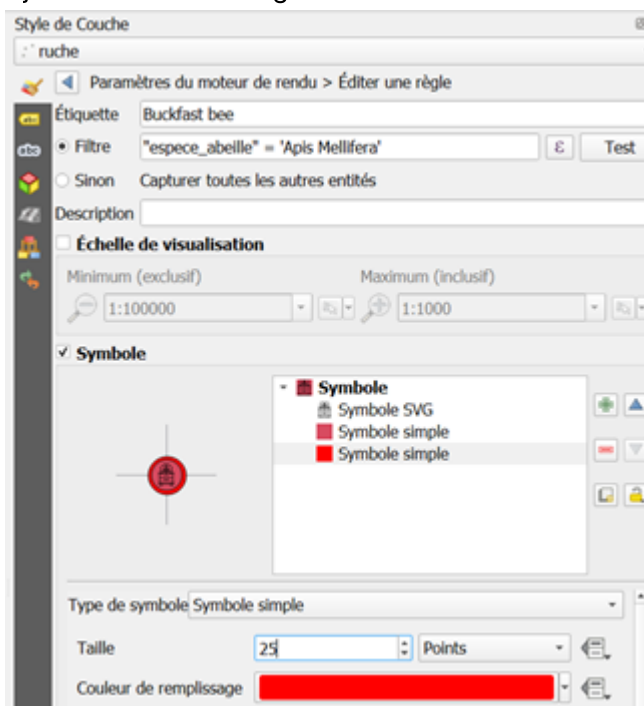 Style de Couche
ruche
Paramètres du moteur de rendu > Éditer une règle
Étiquette Buckfast bee
Filtre "espece_abeille" = 'Apis Mellifera' ε Test
Sinon Capturer toutes les autres entités
Description
Échelle de visualisation
Minimum (exclusif) Maximum (inclusif)
1:100000 1:1000
Symbole
Symbole
Symbole SVG
Symbole simple
Symbole simple
Type de symbole Symbole simple
Taille 25 Points
Couleur de remplissage